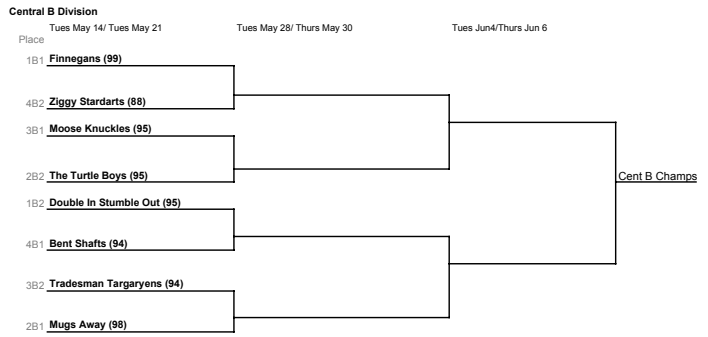 Central B Division
Tues May 14/ Tues May 21 Tues May 28/ Thurs May 30 Tues Jun4/Thurs Jun 6
Place
1B1 Finnegans (99)
4B2 Ziggy Stardarts (88)
3B1 Moose Knuckles (95)
2B2 The Turtle Boys (95)
Cent B Champs
1B2 Double In Stumble Out (95)
4B1 Bent Shafts (94)
3B2 Tradesman Targaryens (94)
2B1 Mugs Away (98)